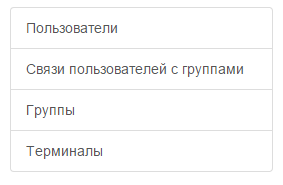 Пользователи
Связи пользователей с группами
Группы
Терминалы